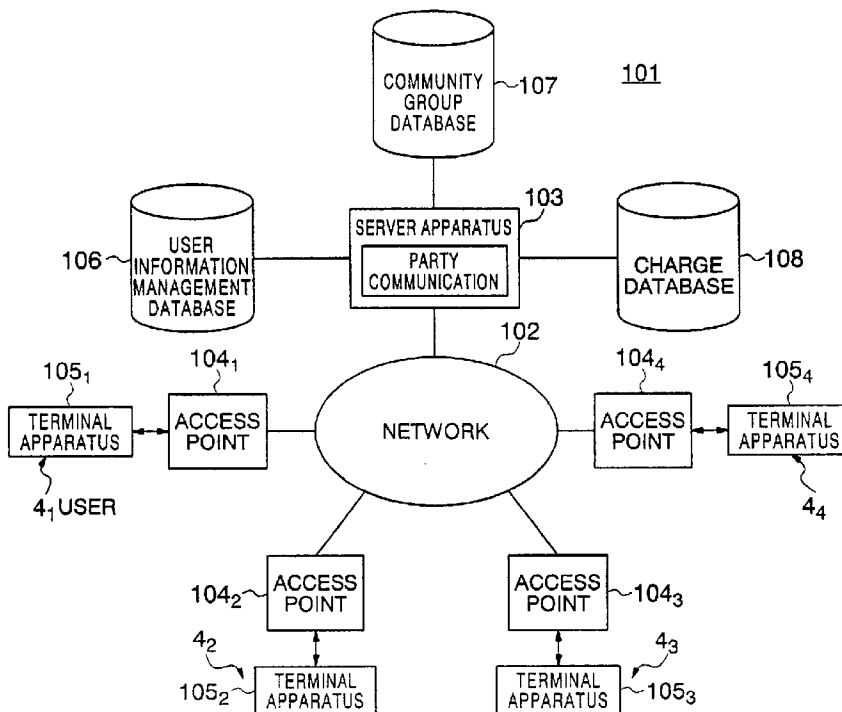 COMMUNITY
GROUP
DATABASE
107
101
103
SERVER APPARATUS
PARTY
COMMUNICATION
106
USER
INFORMATION
MANAGEMENT
DATABASE
CHARGE
DATABASE
108
102
NETWORK
105₁
104₁
TERMINAL
APPARATUS
ACCESS
POINT
4₁ USER
104₄
105₄
ACCESS
POINT
TERMINAL
APPARATUS
4₄
104₂
ACCESS
POINT
ACCESS
POINT
104₃
4₂
105₂
TERMINAL
APPARATUS
4₃
TERMINAL
APPARATUS
105₃